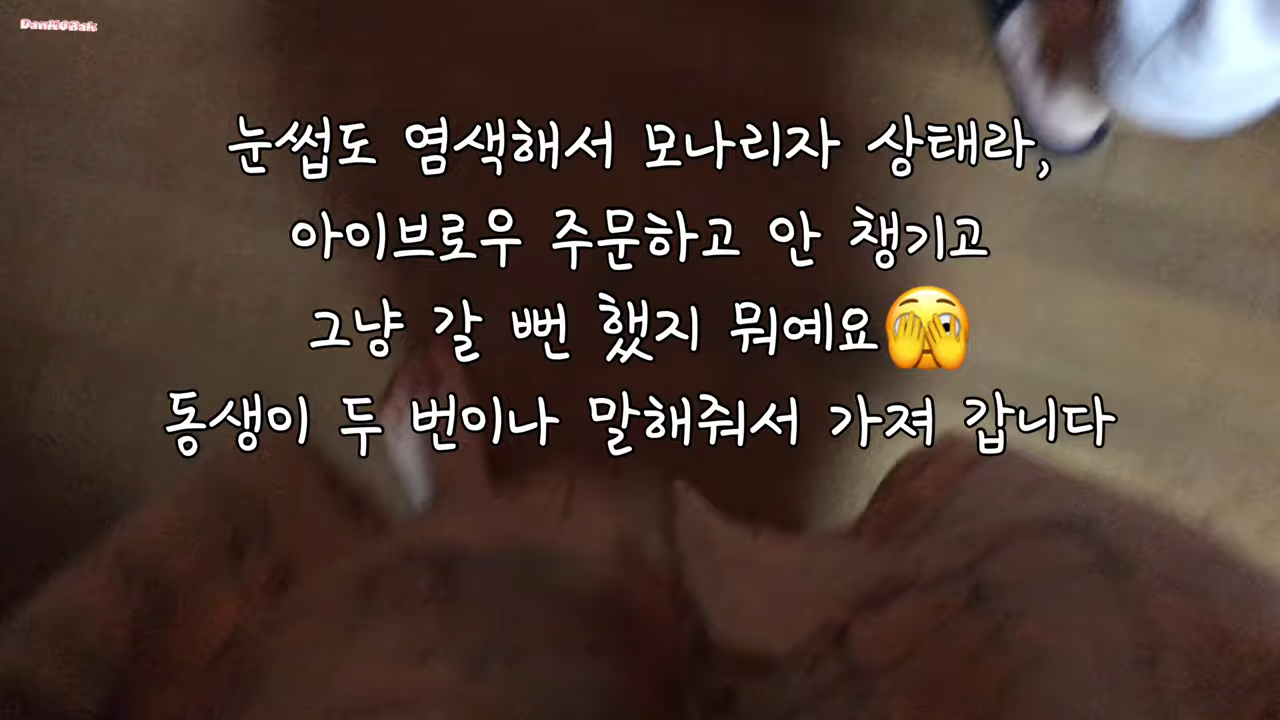 DanHoBak
눈썹도 염색해서 모나리자 상태라,
아이브로우 주문하고 안 챙기고
그냥 갈 뻔 했지 뭐예요🫣
동생이 두 번이나 말해줘서 가져 갑니다